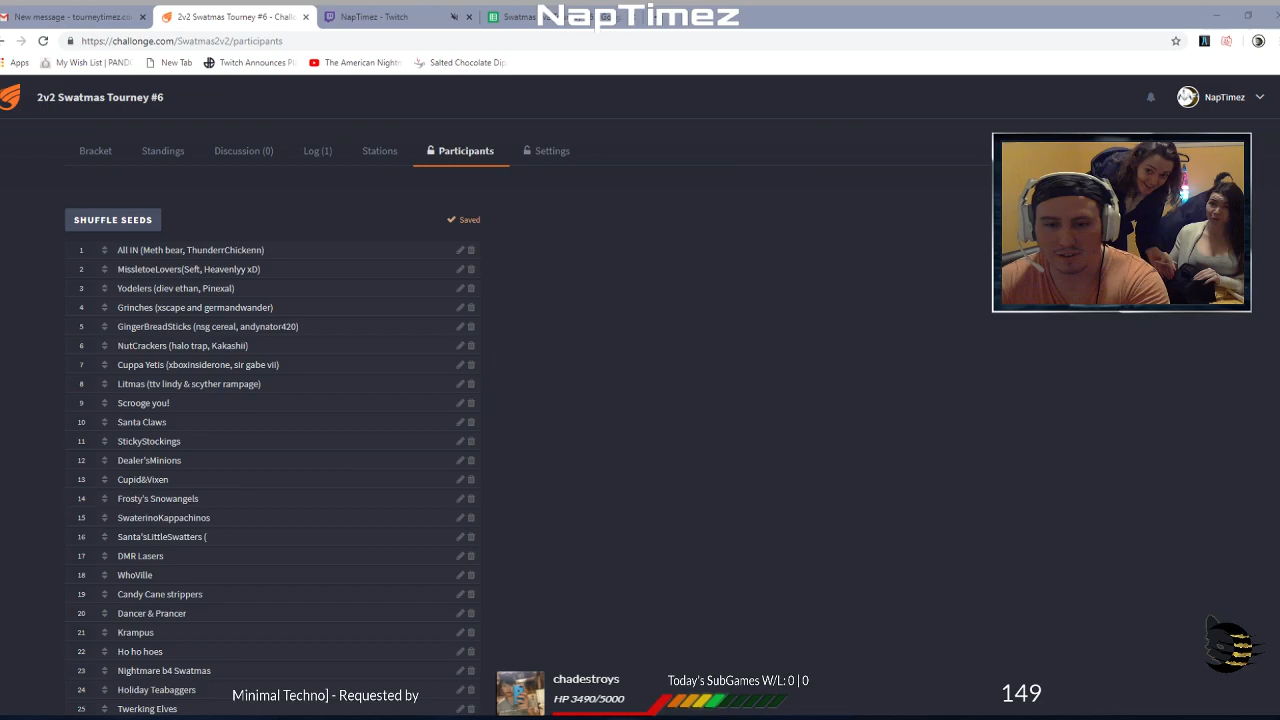 New message - tourneytimez.co
2v2 Swatmas Tourney #6 - Challo
NapTimez - Twitch
NapTimez
https://challonge.com/Swatmas2v2/participants
Apps
My Wish List | PANDO
New Tab
Twitch Announces Pl
The American Nightm
Salted Chocolate Dip
2v2 Swatmas Tourney #6
NapTimez
Bracket
Standings
Discussion (0)
Log (1)
Stations
Participants
Settings
SHUFFLE SEEDS
Saved
1 All IN (Meth bear, ThunderrChickenn)
2 MissletoeLovers(Seft, Heavenlyy xD)
3 Yodelers (diev ethan, Pinexal)
4 Grinches (xscape and germandwander)
5 GingerBreadSticks (nsg cereal, andynator420)
6 NutCrackers (halo trap, Kakashii)
7 Cuppa Yetis (xboxinsiderone, sir gabe vii)
8 Litmas (ttv lindy & scyther rampage)
9 Scrooge you!
10 Santa Claws
11 StickyStockings
12 Dealer'sMinions
13 Cupid&Vixen
14 Frosty's Snowangels
15 SwaterinoKappachinos
16 Santa'sLittleSwatters (
17 DMR Lasers
18 WhoVille
19 Candy Cane strippers
20 Dancer & Prancer
21 Krampus
22 Ho ho hoes
23 Nightmare b4 Swatmas
24 Holiday Teabaggers
25 Twerking Elves
Minimal Techno] - Requested by
chadestroys
HP 3490/5000
Today's SubGames W/L: 0 | 0
149